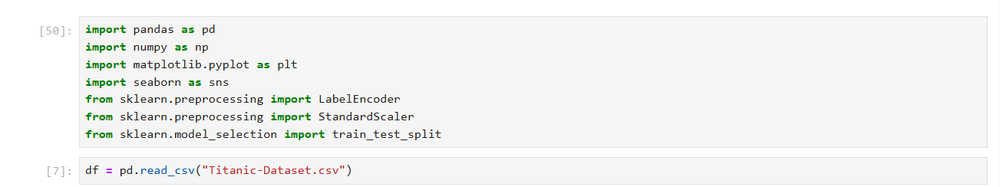 [50]: import pandas as pd
import numpy as np
import matplotlib.pyplot as plt
import seaborn as sns
from sklearn.preprocessing import LabelEncoder
from sklearn.preprocessing import StandardScaler
from sklearn.model_selection import train_test_split
[7]: df = pd.read_csv("Titanic-Dataset.csv")